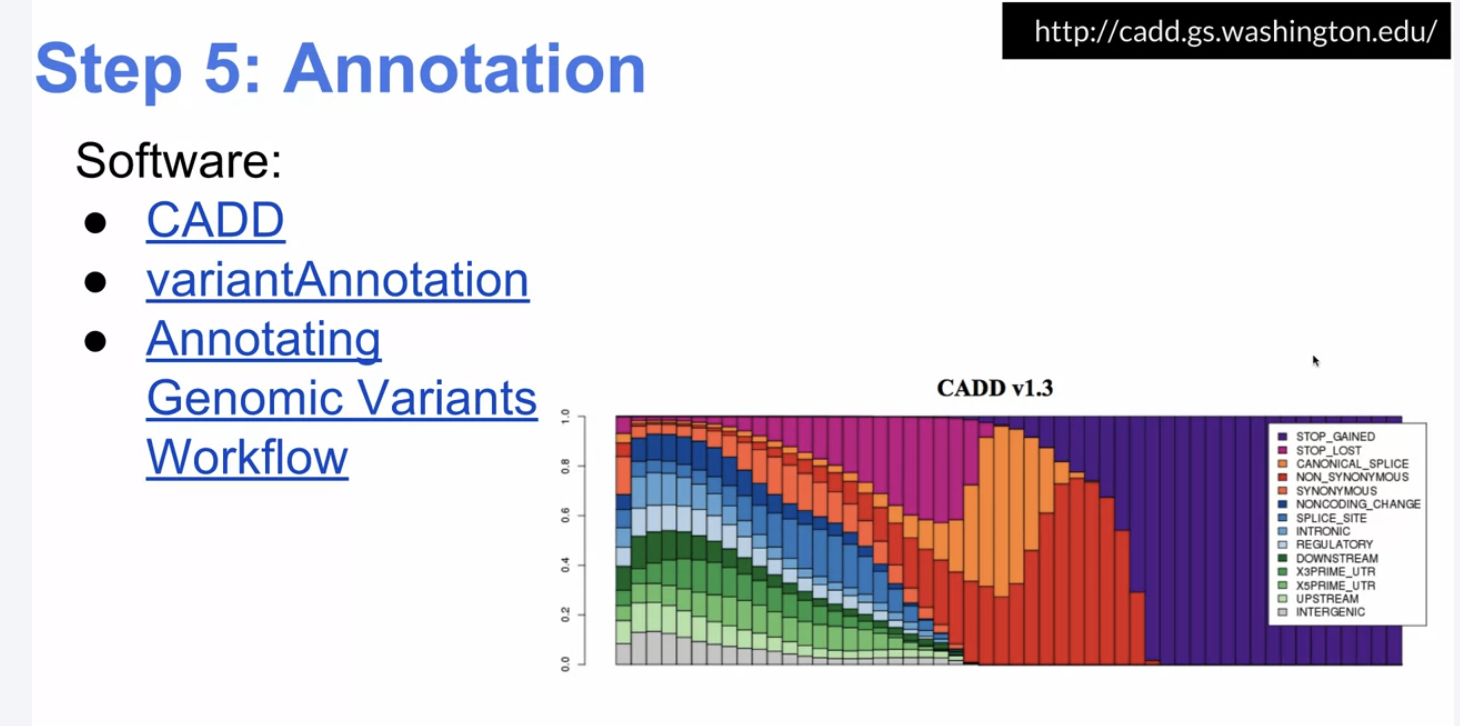 http://cadd.gs.washington.edu/
Step 5: Annotation
Software:
● CADD
● variantAnnotation
● Annotating
Genomic Variants
Workflow
CADD v1.3
1.0
0.8
0.6
0.4
0.2
0.0
STOP_GAINED
STOP_LOST
CANONICAL_SPLICE
NON_SYNONYMOUS
SYNONYMOUS
NONCODING_CHANGE
SPLICE_SITE
INTRONIC
REGULATORY
DOWNSTREAM
X3PRIME_UTR
X5PRIME_UTR
UPSTREAM
INTERGENIC